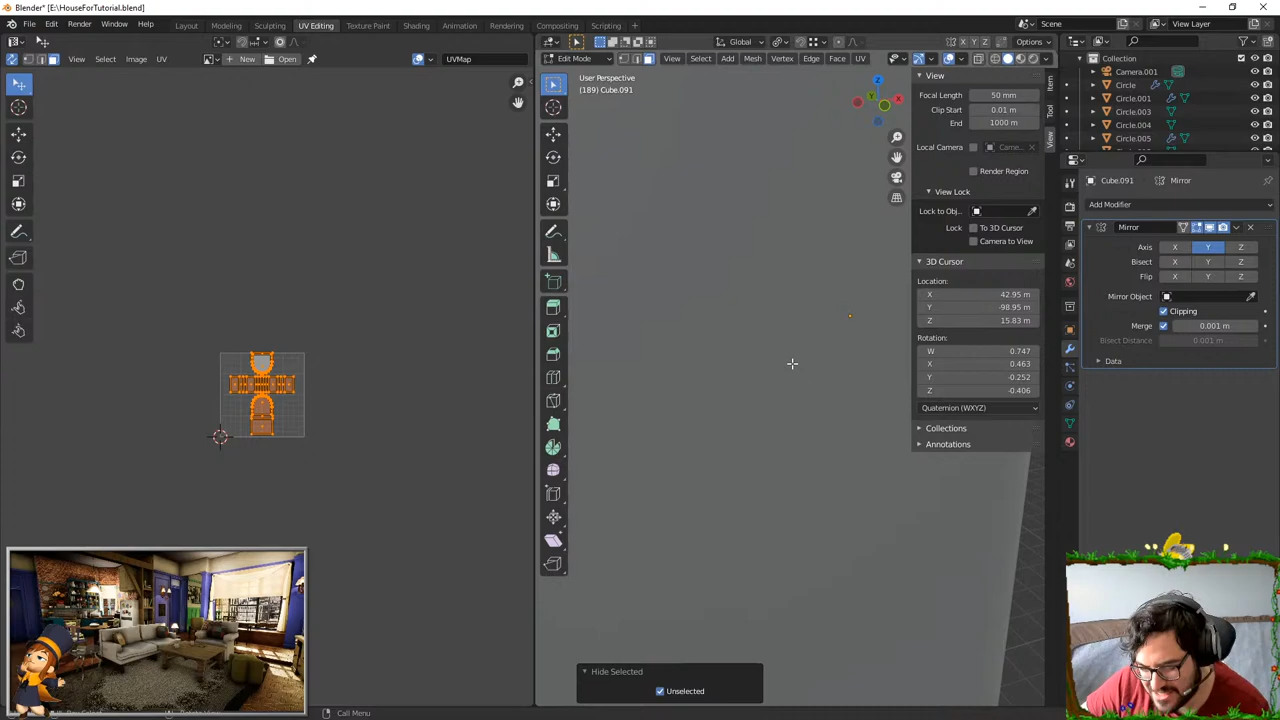 Blender* [E:\HouseForTutorial.blend]
File Edit Render Window Help Layout Modeling Sculpting UV Editing Texture Paint Shading Animation Rendering Compositing Scripting Scene View Layer
Global Options
View Select Image UV New Open UVMap Edit Mode View Select Add Mesh Vertex Edge Face UV
User Perspective
(189) Cube.091
Z
X
Y
View
Focal Length 50 mm
Clip Start 0.01 m
End 1000 m
Local Camera Came...
Render Region
View Lock
Lock to Obj...
Lock To 3D Cursor
Camera to View
3D Cursor
Location:
X 42.95 m
Y -98.95 m
Z 15.83 m
Rotation:
W 0.747
X 0.463
Y -0.252
Z -0.406
Quaternion (WXYZ)
Collections
Annotations
Item
Tool
View
Collection
Camera.001
Circle
Circle.001
Circle.003
Circle.004
Circle.005
Cube.091 Mirror
Add Modifier
Mirror
Axis X Y Z
Bisect X Y Z
Flip X Y Z
Mirror Object
Clipping
Merge 0.001 m
Bisect Distance 0.001 m
Data
Hide Selected
Unselected
Call Menu